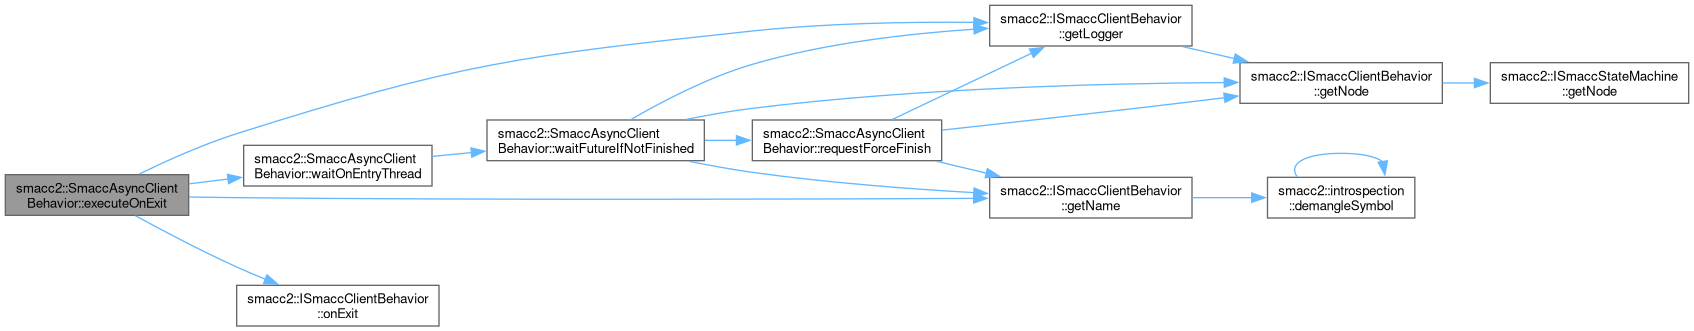 smacc2::SmaccAsyncClient
Behavior::executeOnExit
smacc2::SmaccAsyncClient
Behavior::waitOnEntryThread
smacc2::ISmaccClientBehavior
::onExit
smacc2::SmaccAsyncClient
Behavior::waitFutureIfNotFinished
smacc2::SmaccAsyncClient
Behavior::requestForceFinish
smacc2::ISmaccClientBehavior
::getLogger
smacc2::ISmaccClientBehavior
::getName
smacc2::ISmaccClientBehavior
::getNode
smacc2::introspection
::demangleSymbol
smacc2::ISmaccStateMachine
::getNode